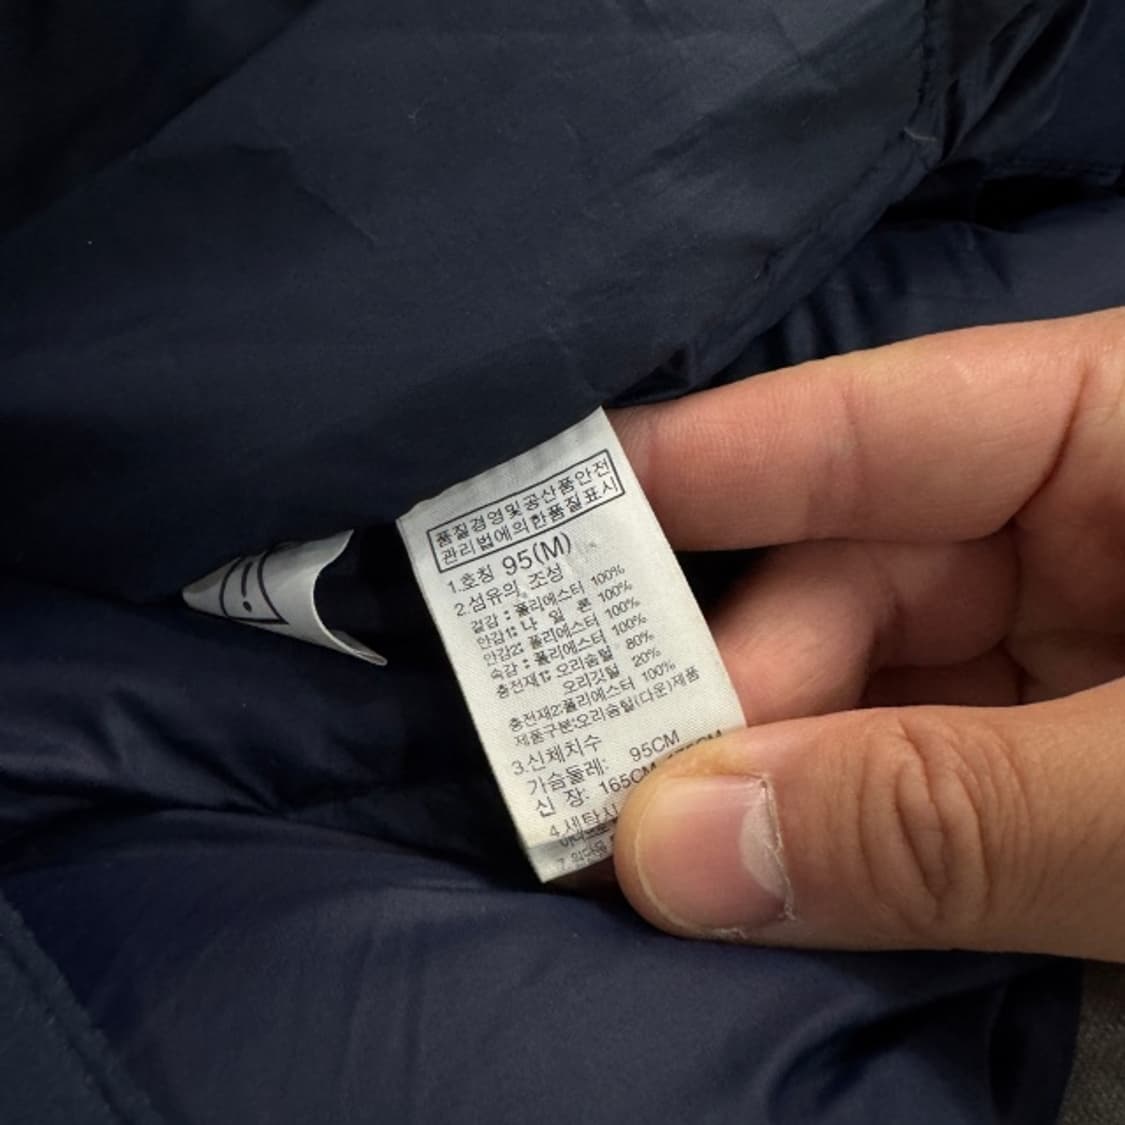 품질경영및공산품안전
관리법에의한품질표시
1.호칭 95(M)
2.섬유의 조성
겉감 : 폴리에스터 100%
안감1: 나 일 론 100%
안감2: 폴리에스터 100%
속감 : 폴리에스터 100%
충전재1: 오리솜털 80%
오리깃털 20%
충전재2:폴리에스터 100%
제품구분:오리솜털(다운)제품
3.신체치수
가슴둘레: 95CM
신 장: 165CM
4.세탁시